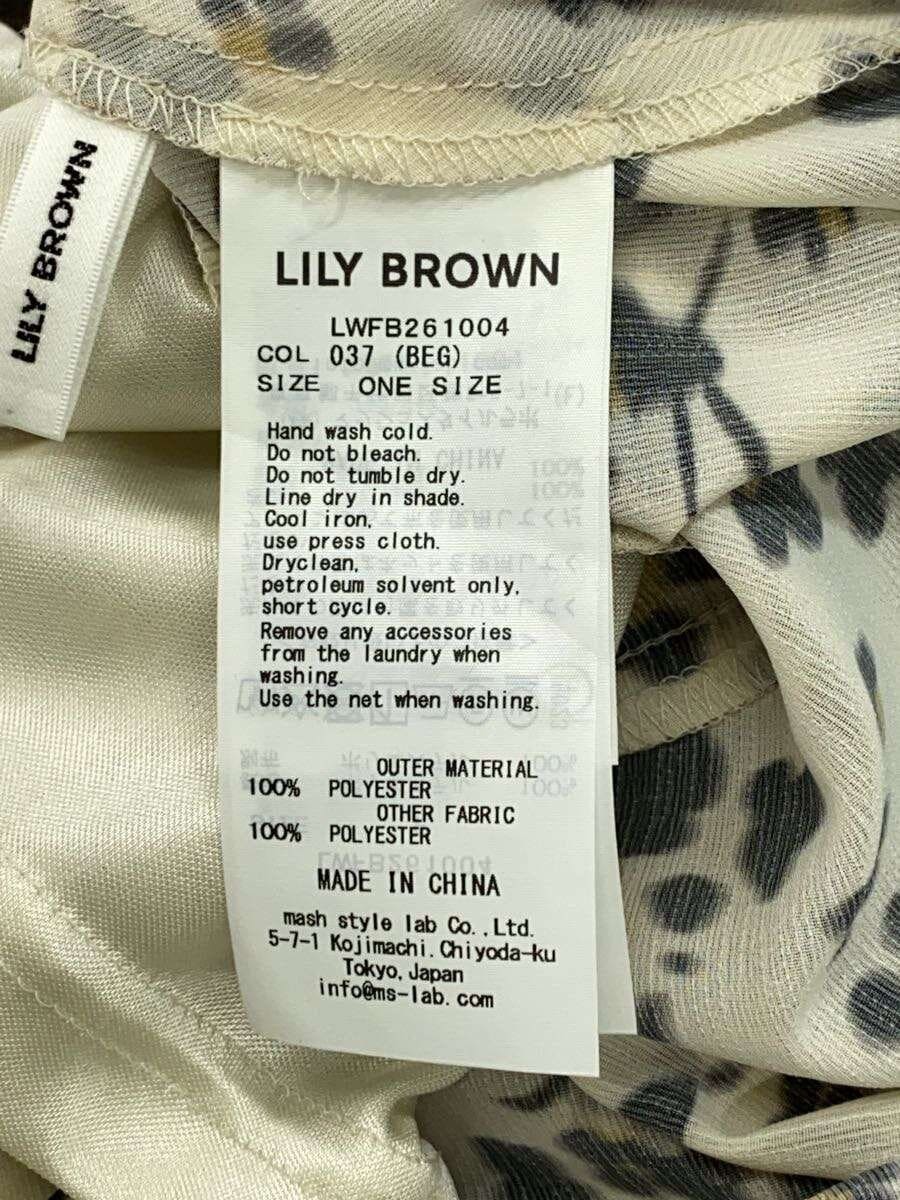 LILY BROWN
LILY BROWN
LWFB261004
COL 037 (BEG)
SIZE ONE SIZE
Hand wash cold.
Do not bleach.
Do not tumble dry.
Line dry in shade.
Cool iron,
use press cloth.
Dryclean,
petroleum solvent only,
short cycle.
Remove any accessories
from the laundry when
washing.
Use the net when washing.
OUTER MATERIAL
100% POLYESTER
OTHER FABRIC
100% POLYESTER
MADE IN CHINA
mash style lab Co.,Ltd.
5-7-1 Kojimachi.Chiyoda-ku
Tokyo,Japan
info@ms-lab.com